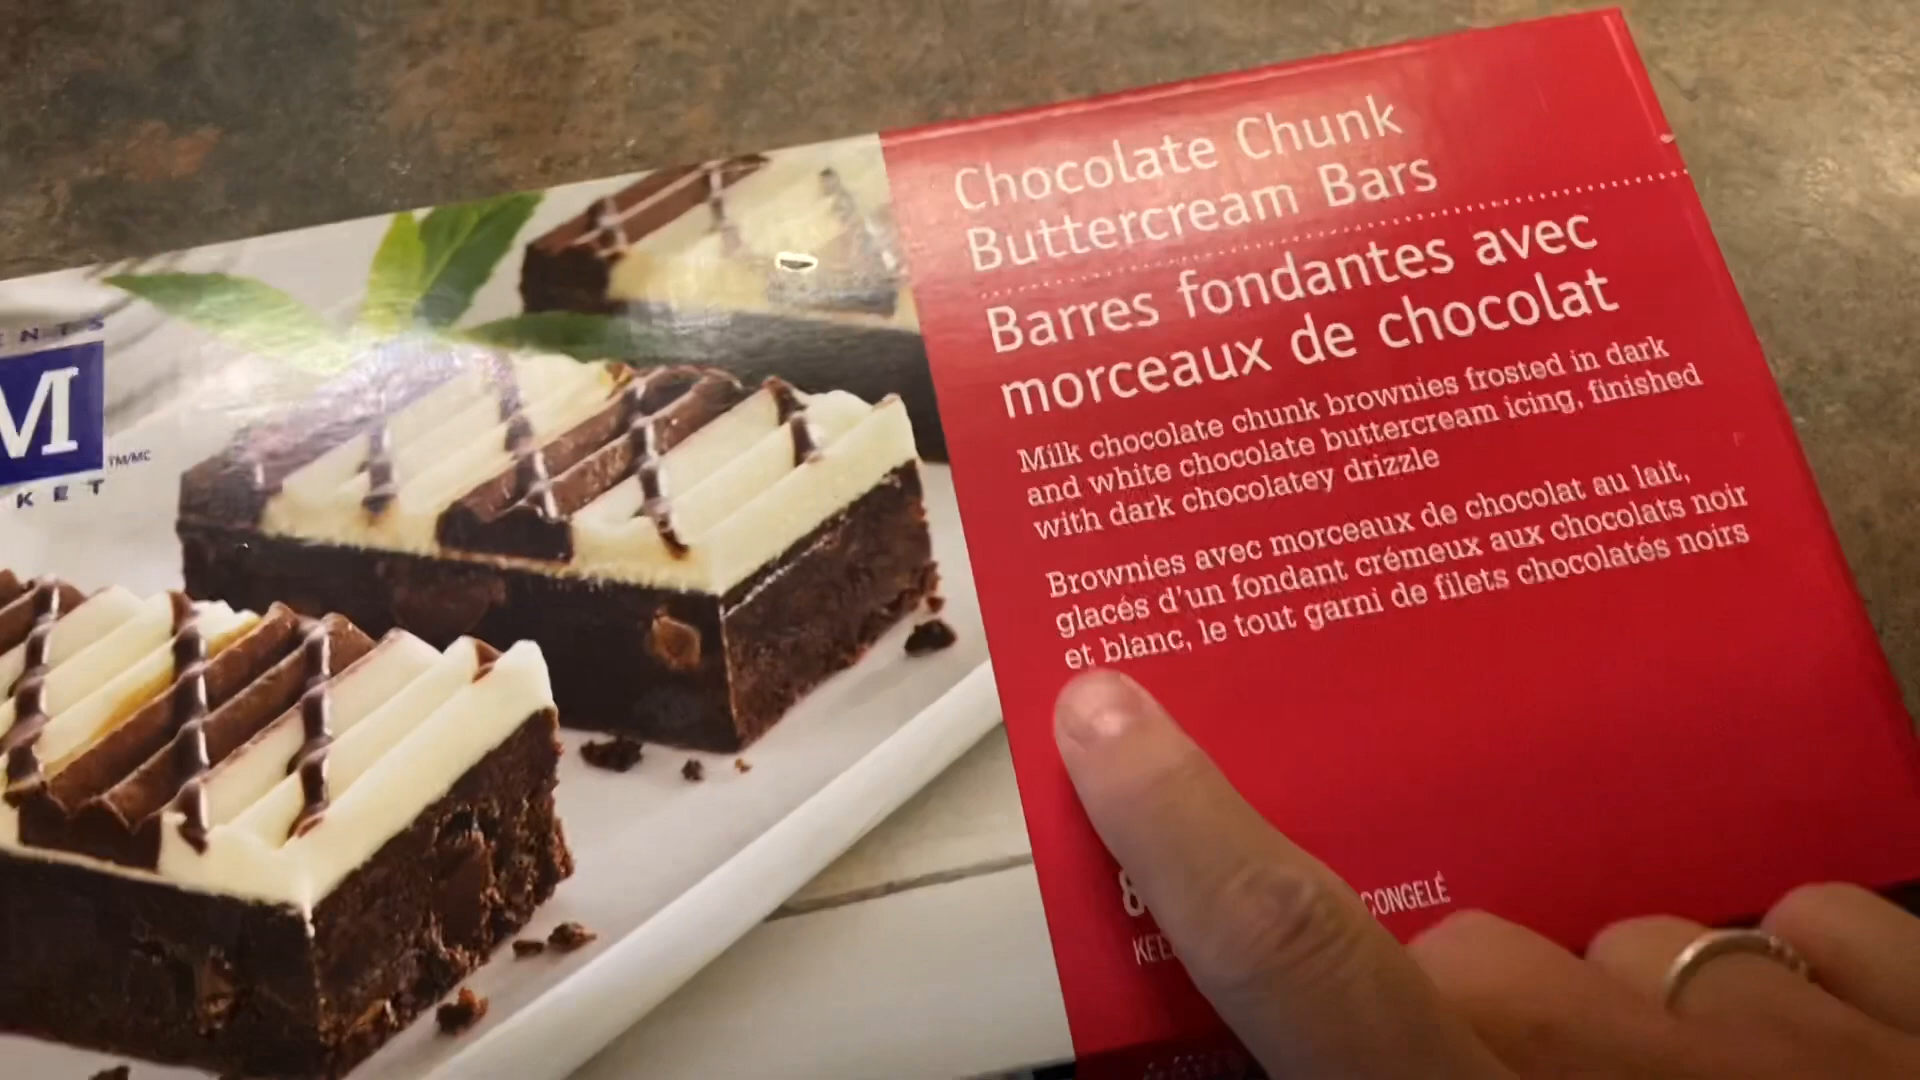 Chocolate Chunk
Buttercream Bars
Barres fondantes avec
morceaux de chocolat
Milk chocolate chunk brownies frosted in dark
and white chocolate buttercream icing, finished
with dark chocolatey drizzle
Brownies avec morceaux de chocolat au lait,
glacés d'un fondant crémeux aux chocolats noir
et blanc, le tout garni de filets chocolatés noirs
M
TM/MC
CONGELÉ